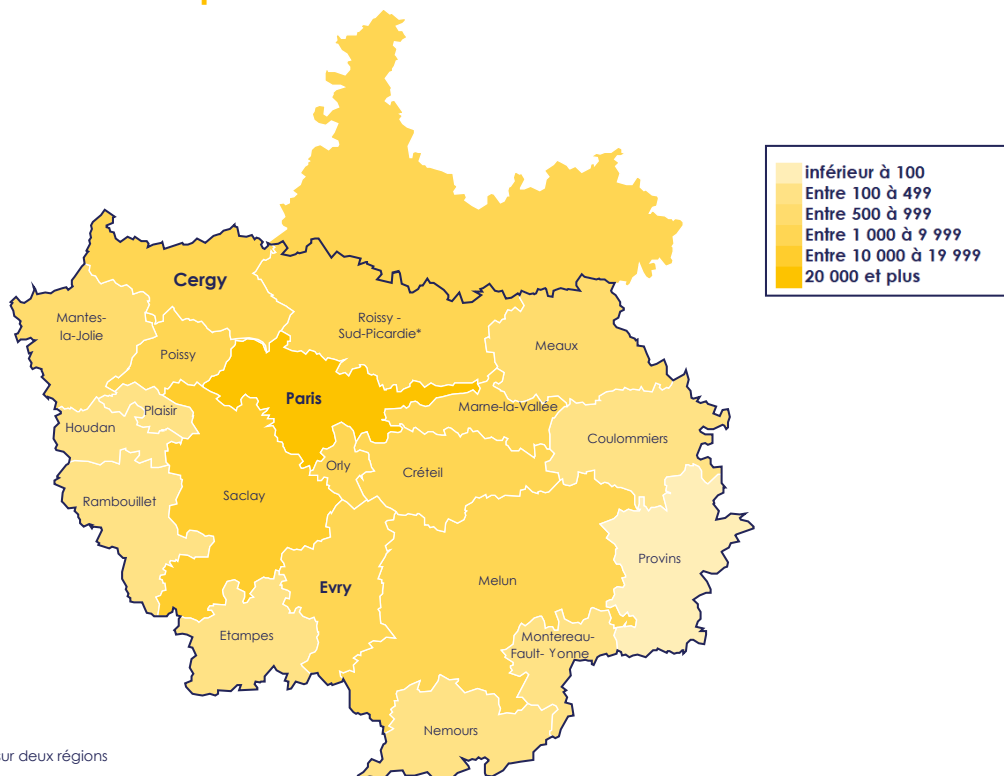 inférieur à 100
Entre 100 à 499
Entre 500 à 999
Entre 1 000 à 9 999
Entre 10 000 à 19 999
20 000 et plus
Cergy
Mantes-
la-Jolie
Roissy -
Sud-Picardie*
Poissy
Meaux
Paris
Plaisir
Marne-la-Vallée
Houdan
Coulommiers
Orly
Créteil
Rambouillet
Saclay
Provins
Melun
Evry
Etampes
Montereau-
Fault- Yonne
Nemours
sur deux régions